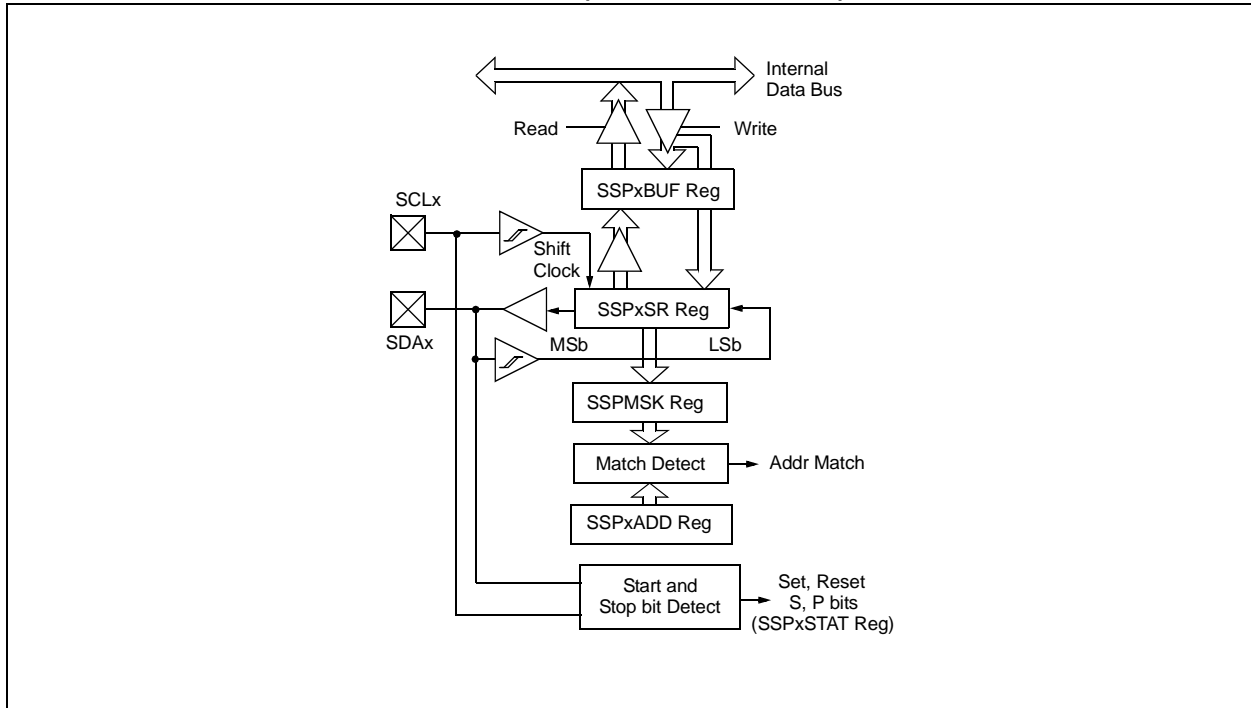 Internal
Data Bus
Read
Write
SSPxBUF Reg
SCLx
Shift
Clock
SSPxSR Reg
SDAx
MSb
LSb
SSPMSK Reg
Match Detect
Addr Match
SSPxADD Reg
Start and
Stop bit Detect
Set, Reset
S, P bits
(SSPxSTAT Reg)